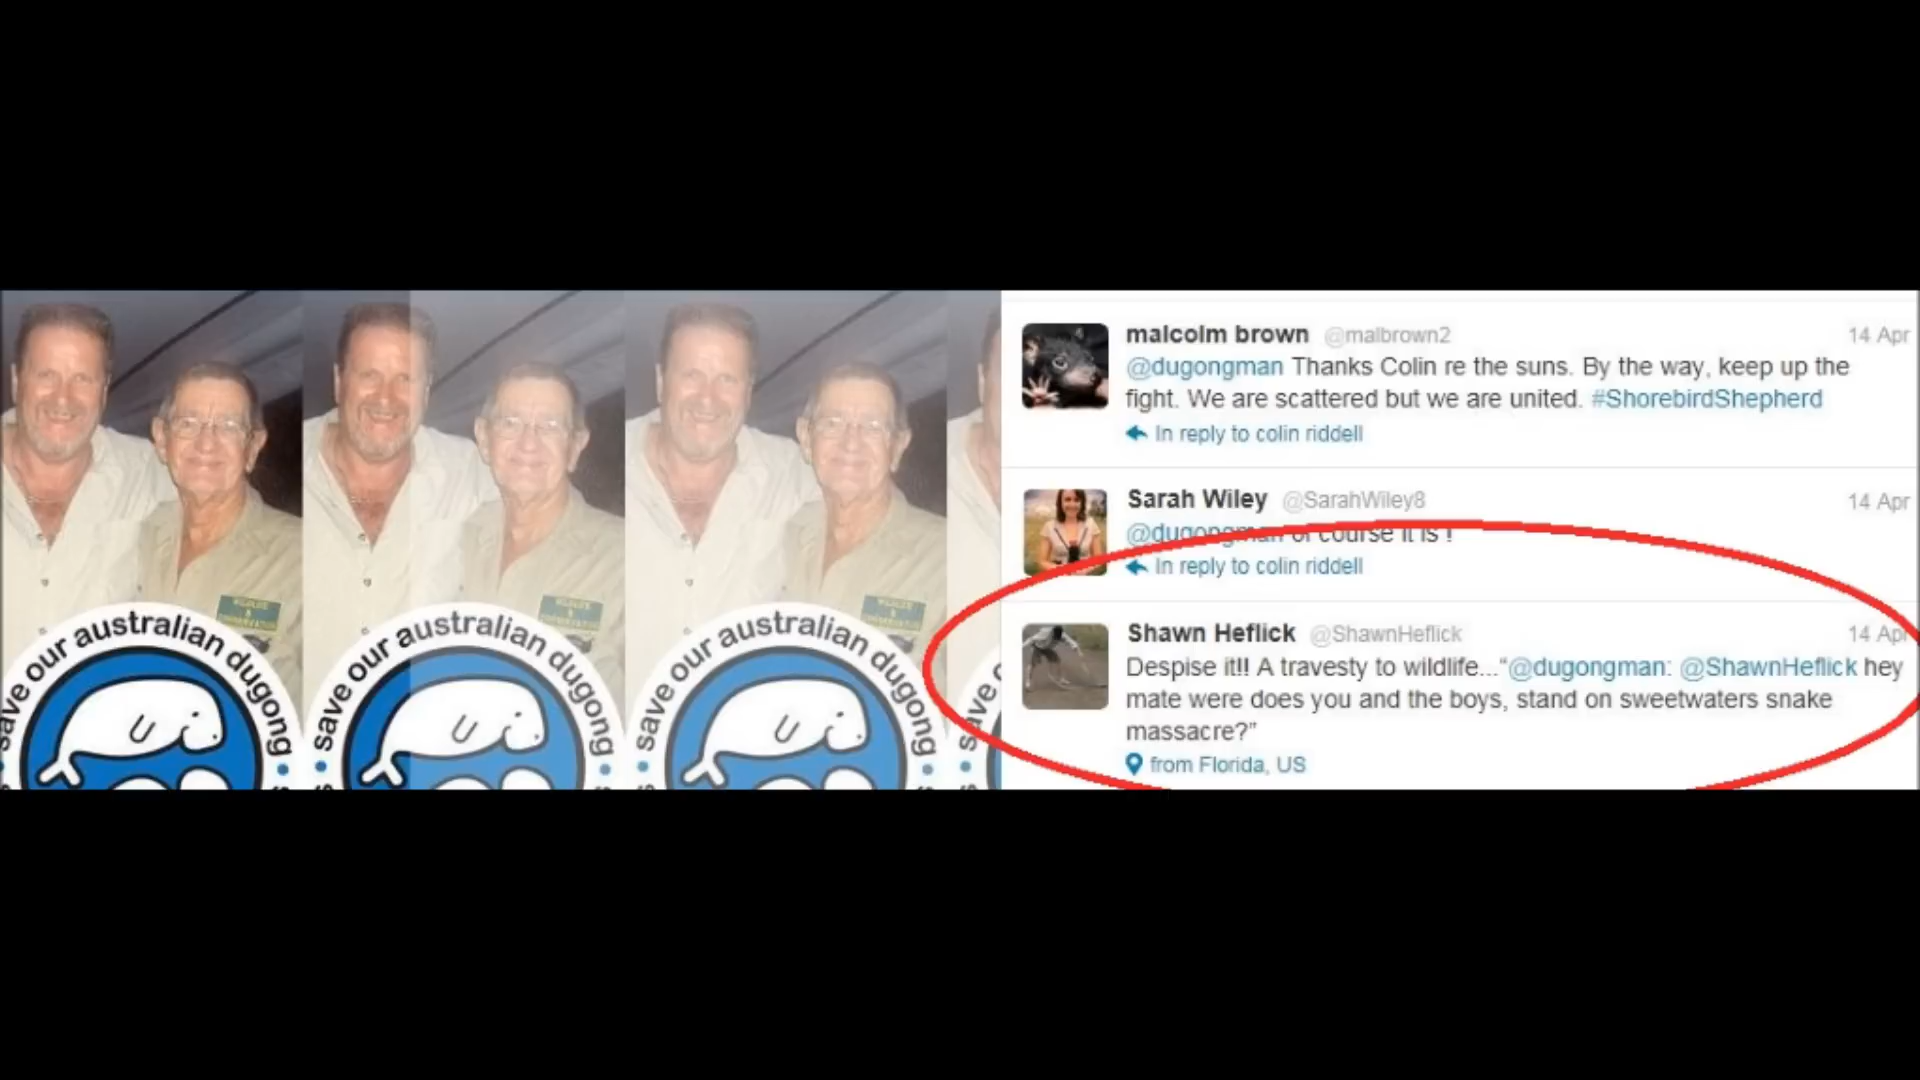 save our australian dugong
save our australian dugong
save our australian dugong
save
malcolm brown @malbrown2 14 Apr
@dugongman Thanks Colin re the suns. By the way, keep up the
fight. We are scattered but we are united. #ShorebirdShepherd
In reply to colin riddell
Sarah Wiley @SarahWiley8 14 Apr
@dugongman of course it is !
In reply to colin riddell
Shawn Heflick @ShawnHeflick 14 Apr
Despise it!! A travesty to wildlife..."@dugongman: @ShawnHeflick hey
mate were does you and the boys, stand on sweetwaters snake
massacre?"
from Florida, US